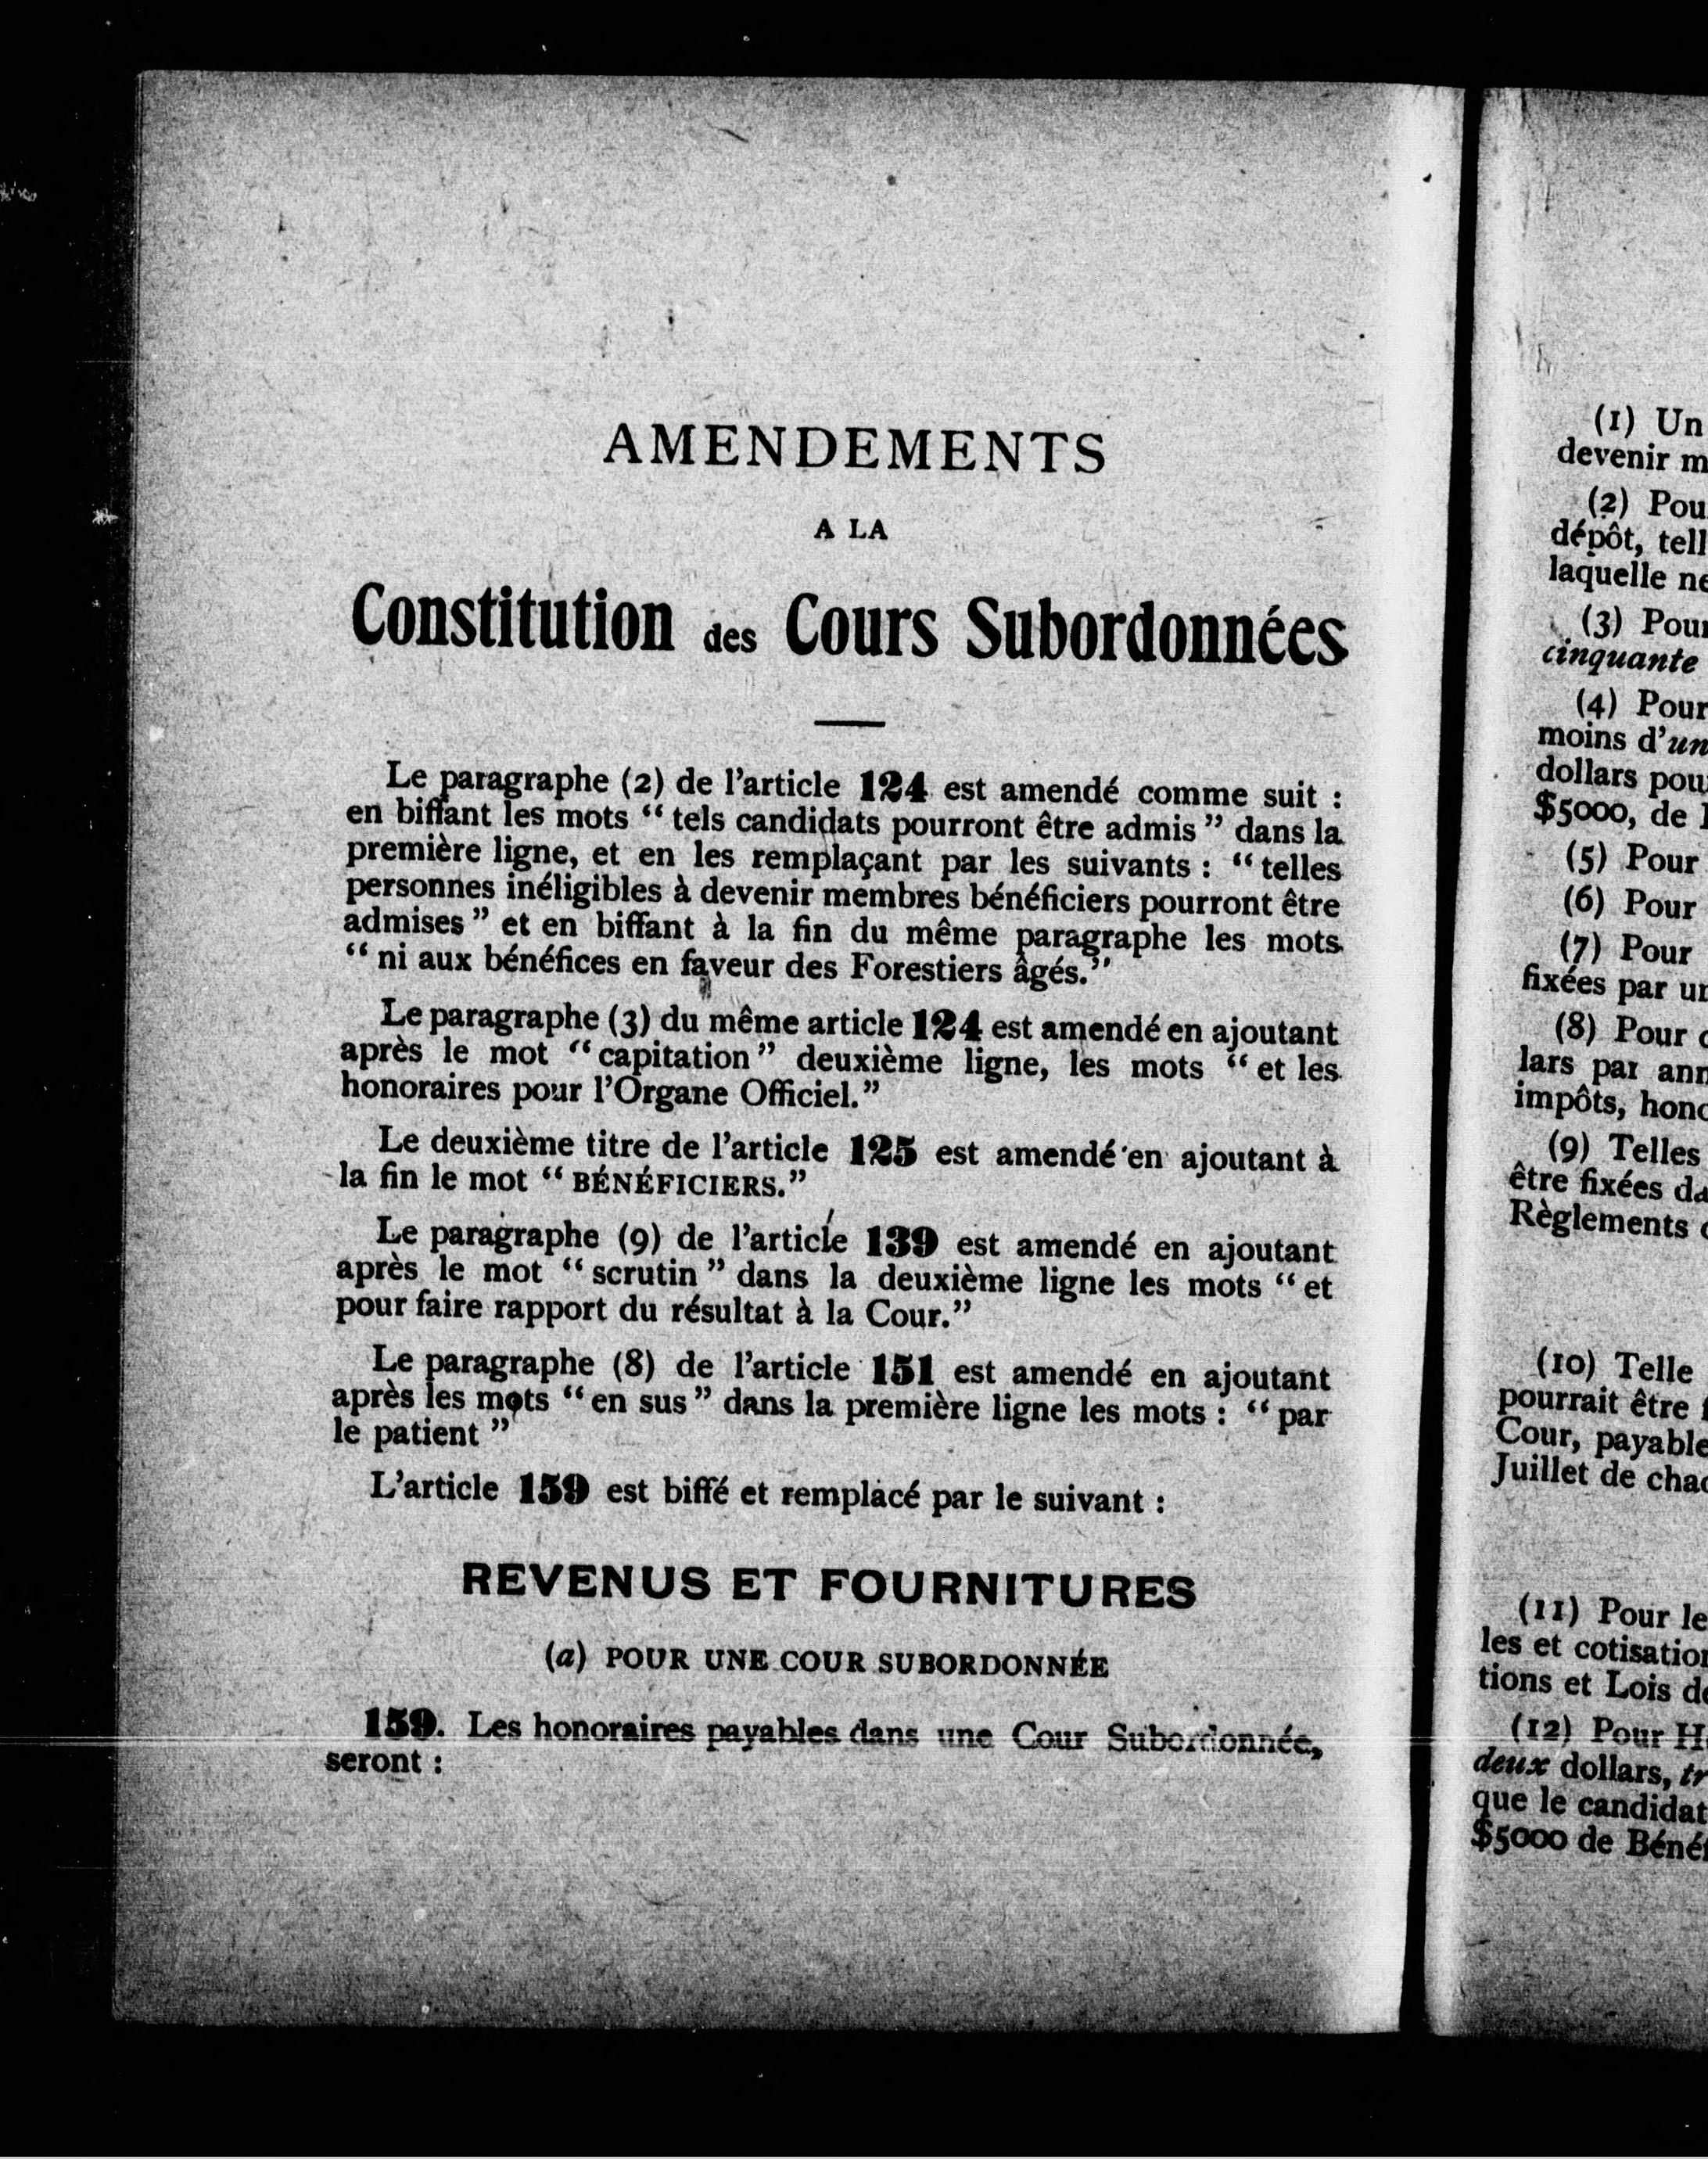 AMENDEMENTS
A LA
Constitution des Cours Subordonnées
Le paragraphe (2) de l'article 124 est amendé comme suit :
en biffant les mots “ tels candidats pourront être admis ” dans la
première ligne, et en les remplaçant par les suivants : “ telles
personnes inéligibles à devenir membres bénéficiers pourront être
admises ” et en biffant à la fin du même paragraphe les mots
“ ni aux bénéfices en faveur des Forestiers âgés.”
Le paragraphe (3) du même article 124 est amendé en ajoutant
après le mot “ capitation ” deuxième ligne, les mots “ et les
honoraires pour l'Organe Officiel.”
Le deuxième titre de l'article 125 est amendé en ajoutant à
la fin le mot “ BÉNÉFICIERS.”
Le paragraphe (9) de l'article 139 est amendé en ajoutant
après le mot “ scrutin ” dans la deuxième ligne les mots “ et
pour faire rapport du résultat à la Cour.”
Le paragraphe (8) de l'article 151 est amendé en ajoutant
après les mots “ en sus ” dans la première ligne les mots : “ par
le patient ”
L'article 159 est biffé et remplacé par le suivant :
REVENUS ET FOURNITURES
(a) POUR UNE COUR SUBORDONNÉE
159. Les honoraires payables dans une Cour Subordonnée,
seront :
(1) Un
devenir m
(2) Pou
dépôt, tell
laquelle ne
(3) Pour
cinquante
(4) Pour
moins d'un
dollars pou
$5000, de
(5) Pour
(6) Pour
(7) Pour
fixées par un
(8) Pour
lars par ann
impôts, hono
(9) Telles
être fixées da
Règlements
(10) Telle
pourrait être
Cour, payable
Juillet de chac
(11) Pour le
les et cotisation
tions et Lois de
(12) Pour H
deux dollars, tr
que le candidat
$5000 de Bénéf